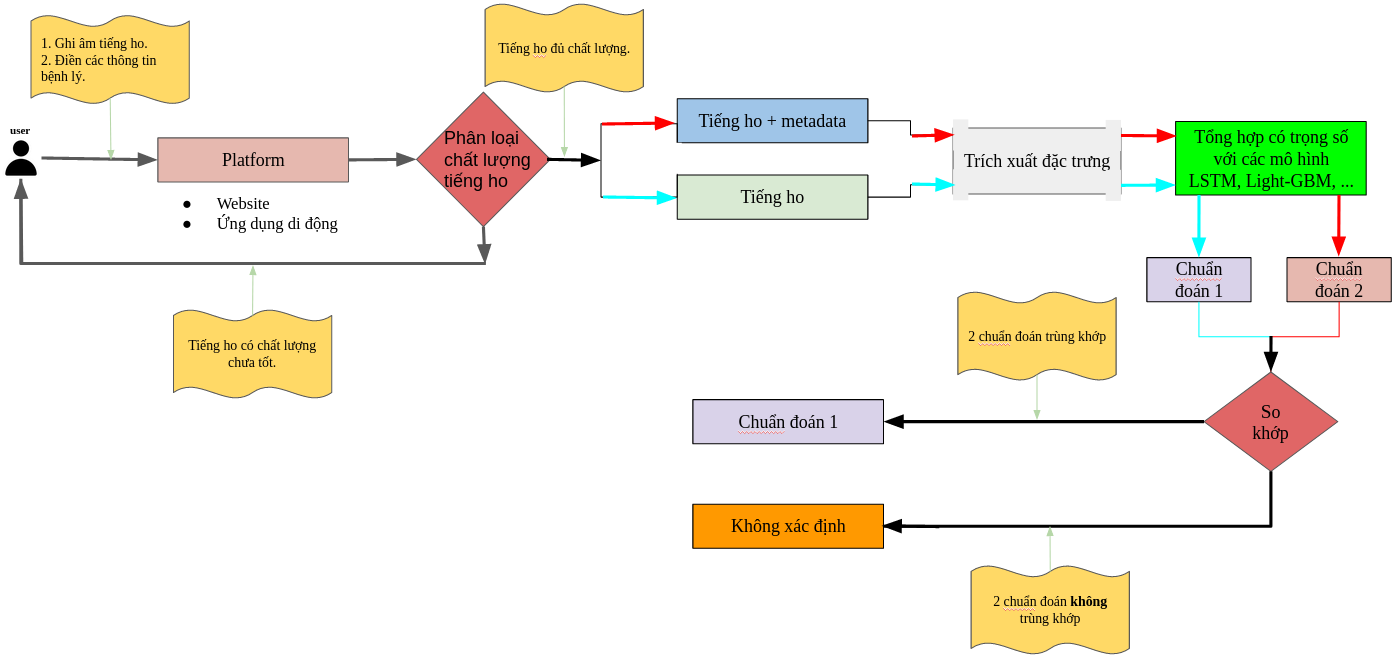 1. Ghi âm tiếng ho.
2. Điền các thông tin
bệnh lý.
Tiếng ho đủ chất lượng.
user
Platform
Phân loại
chất lượng
tiếng ho
Tiếng ho + metadata
Tiếng ho
Trích xuất đặc trưng
Tổng hợp có trọng số
với các mô hình
LSTM, Light-GBM, ...
● Website
● Ứng dụng di động
Chuẩn
đoán 1
Chuẩn
đoán 2
Tiếng ho có chất lượng
chưa tốt.
2 chuẩn đoán trùng khớp
Chuẩn đoán 1
So
khớp
Không xác định
2 chuẩn đoán không
trùng khớp